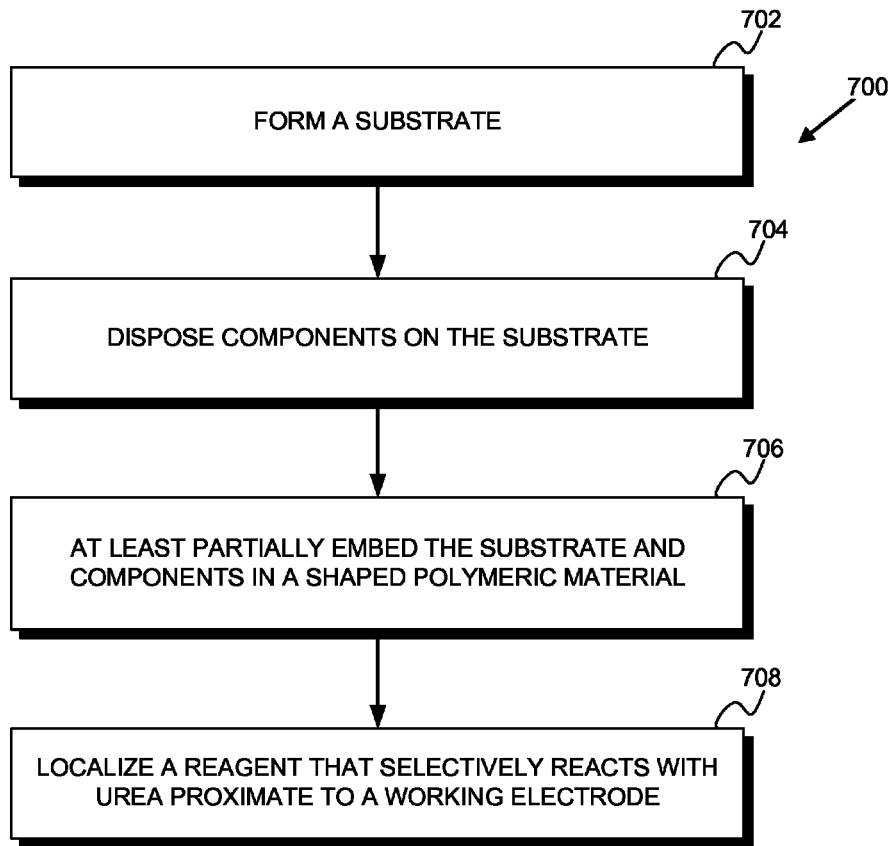 702
700
FORM A SUBSTRATE
704
DISPOSE COMPONENTS ON THE SUBSTRATE
706
AT LEAST PARTIALLY EMBED THE SUBSTRATE AND
COMPONENTS IN A SHAPED POLYMERIC MATERIAL
708
LOCALIZE A REAGENT THAT SELECTIVELY REACTS WITH
UREA PROXIMATE TO A WORKING ELECTRODE